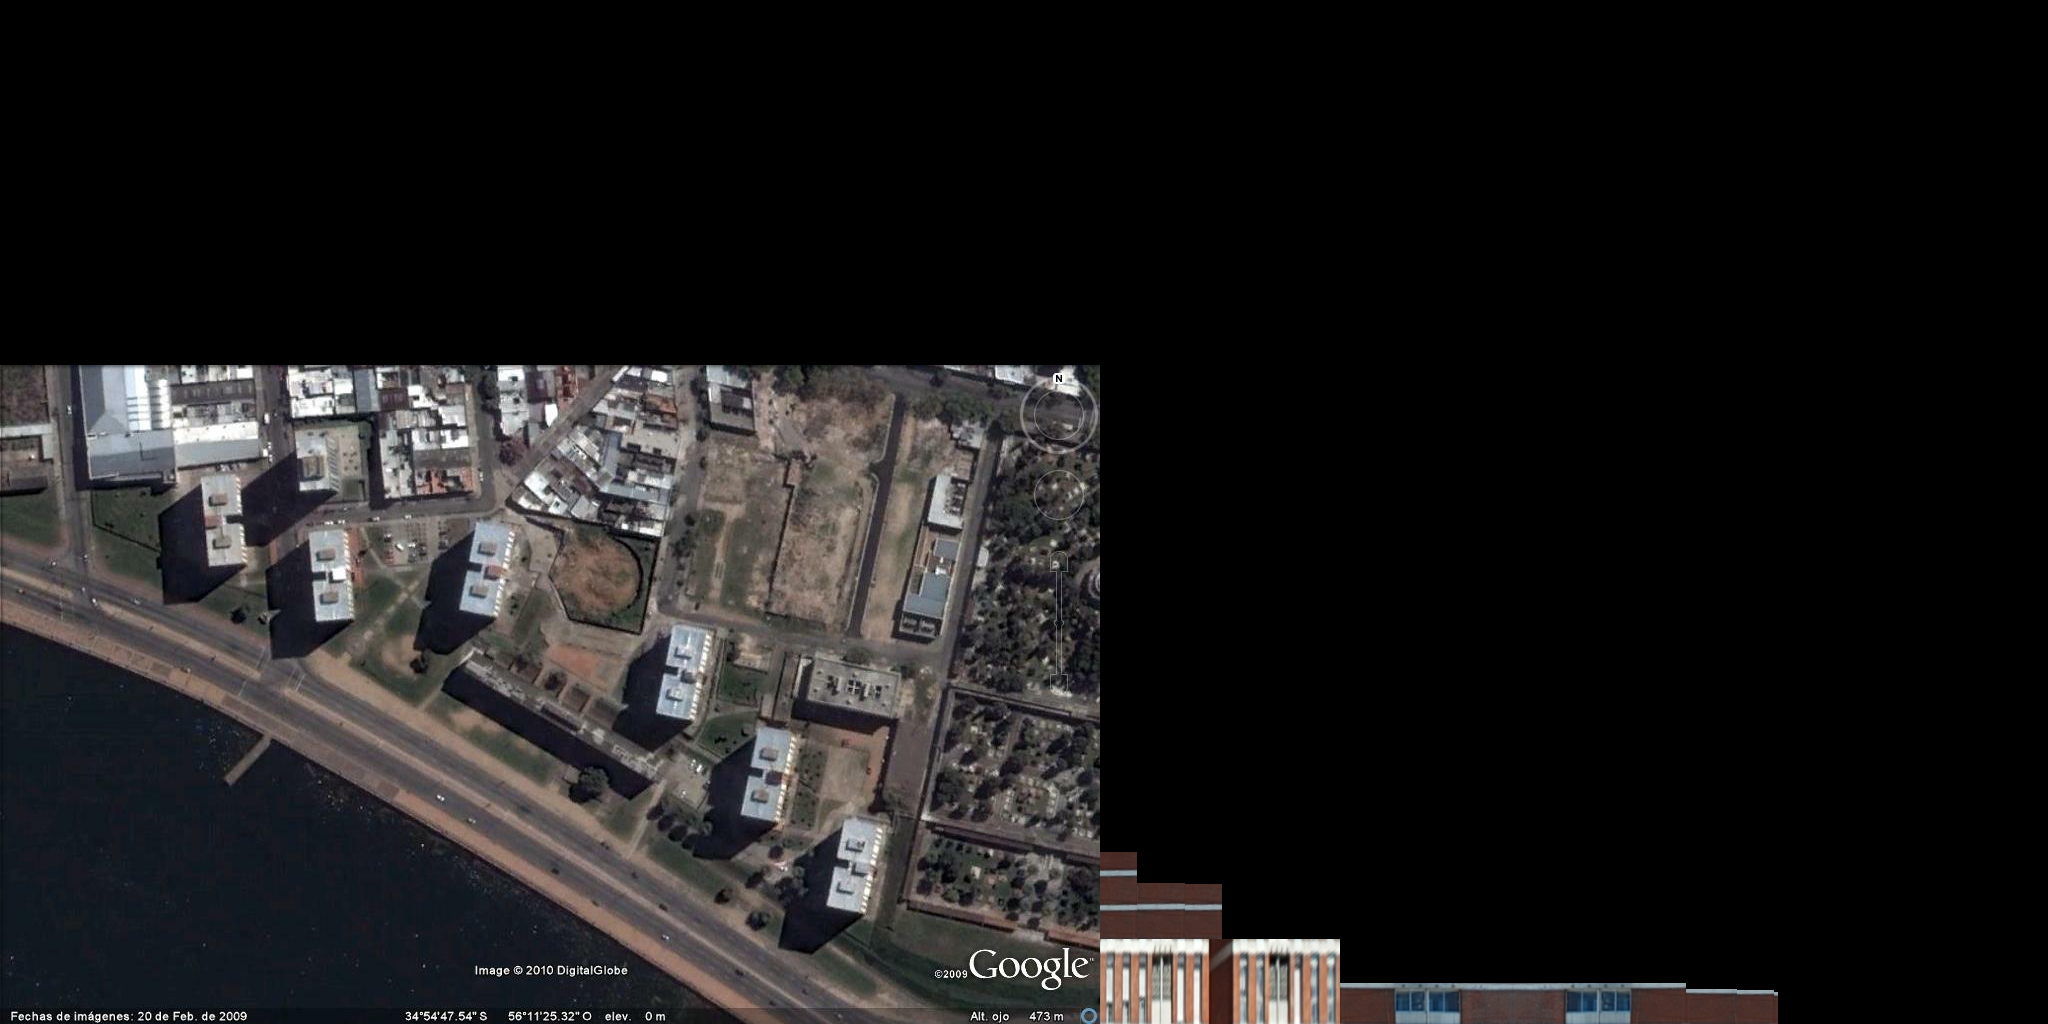 N
Image © 2010 DigitalGlobe
©2009 Google™
Fechas de imágenes: 20 de Feb. de 2009 34°54'47.54" S 56°11'25.32" O elev. 0 m Alt. ojo 473 m